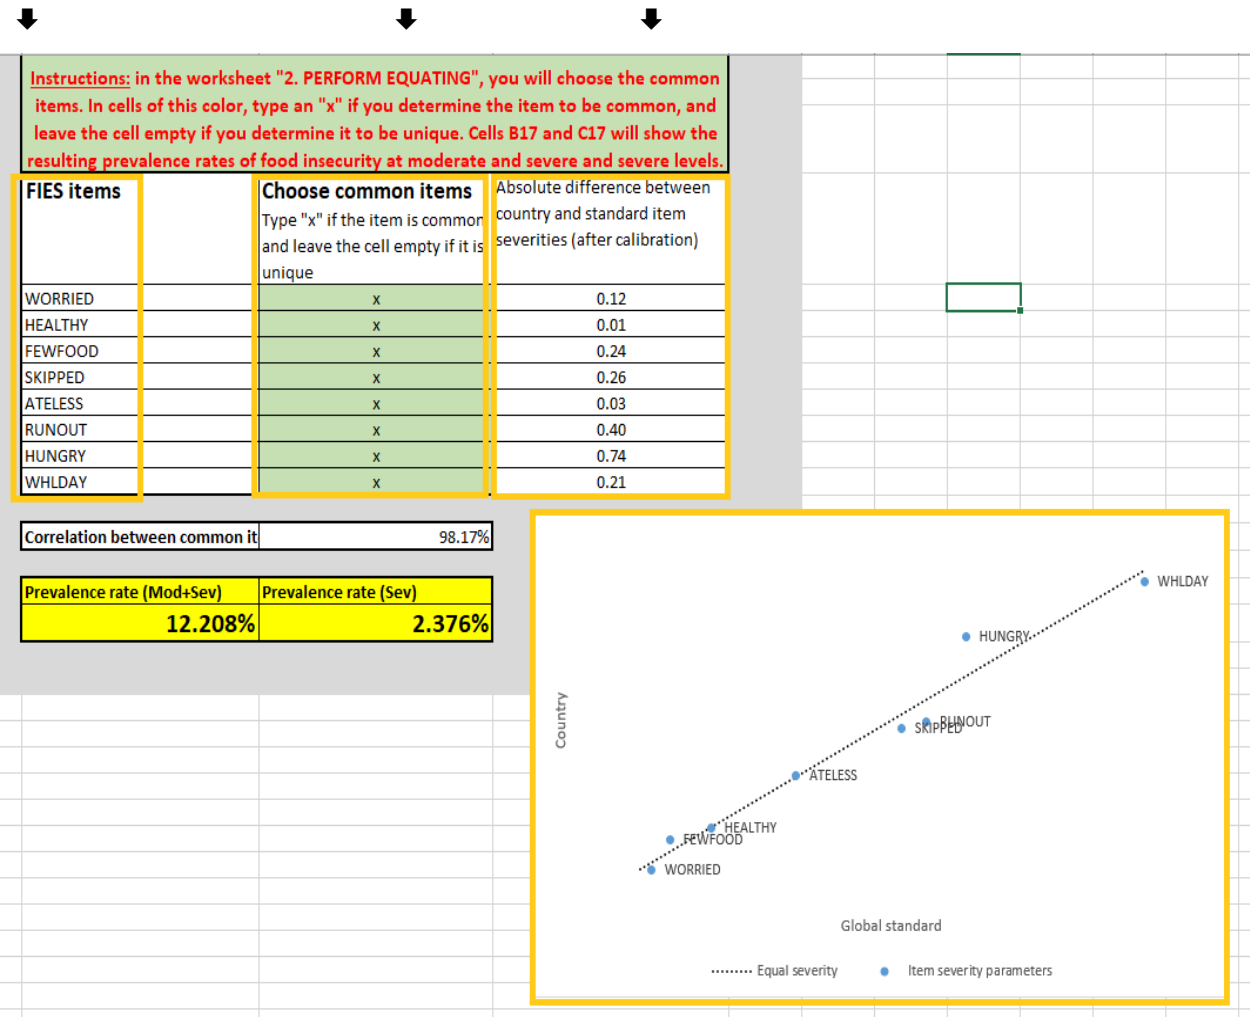 Instructions: in the worksheet "2. PERFORM EQUATING", you will choose the common
items. In cells of this color, type an "x" if you determine the item to be common, and
leave the cell empty if you determine it to be unique. Cells B17 and C17 will show the
resulting prevalence rates of food insecurity at moderate and severe and severe levels.
FIES items
Choose common items
Type "x" if the item is common
and leave the cell empty if it is
unique
Absolute difference between
country and standard item
severities (after calibration)
WORRIED x 0.12
HEALTHY x 0.01
FEWFOOD x 0.24
SKIPPED x 0.26
ATELESS x 0.03
RUNOUT x 0.40
HUNGRY x 0.74
WHLDAY x 0.21
Correlation between common it 98.17%
Prevalence rate (Mod+Sev) Prevalence rate (Sev)
12.208% 2.376%
WHLDAY
HUNGRY
RUNOUT
SKIPPED
ATELESS
HEALTHY
FEWFOOD
WORRIED
Country
Global standard
Equal severity Item severity parameters